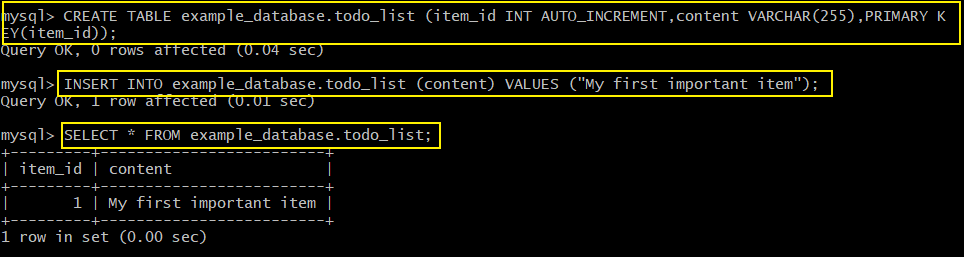 mysql> CREATE TABLE example_database.todo_list (item_id INT AUTO_INCREMENT,content VARCHAR(255),PRIMARY K
EY(item_id));
Query OK, 0 rows affected (0.04 sec)
mysql> INSERT INTO example_database.todo_list (content) VALUES ("My first important item");
Query OK, 1 row affected (0.01 sec)
mysql> SELECT * FROM example_database.todo_list;
+---------+-------------------------+
| item_id | content                 |
+---------+-------------------------+
|       1 | My first important item |
+---------+-------------------------+
1 row in set (0.00 sec)